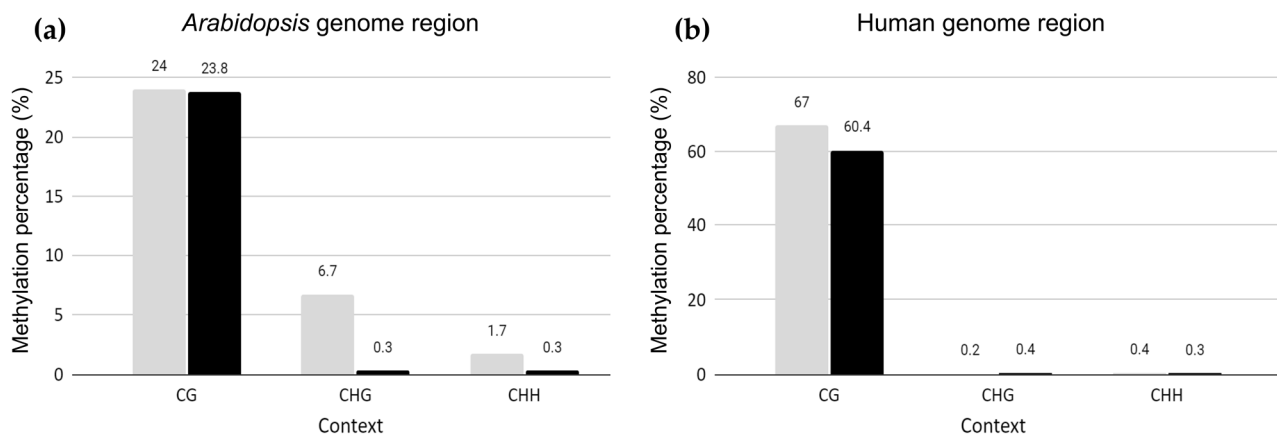 (a)
Arabidopsis genome region
Methylation percentage (%)
25
20
15
10
5
0
24
23.8
6.7
0.3
1.7
0.3
CG
CHG
CHH
Context
(b)
Human genome region
Methylation percentage (%)
80
60
40
20
0
67
60.4
0.2
0.4
0.4
0.3
CG
CHG
CHH
Context